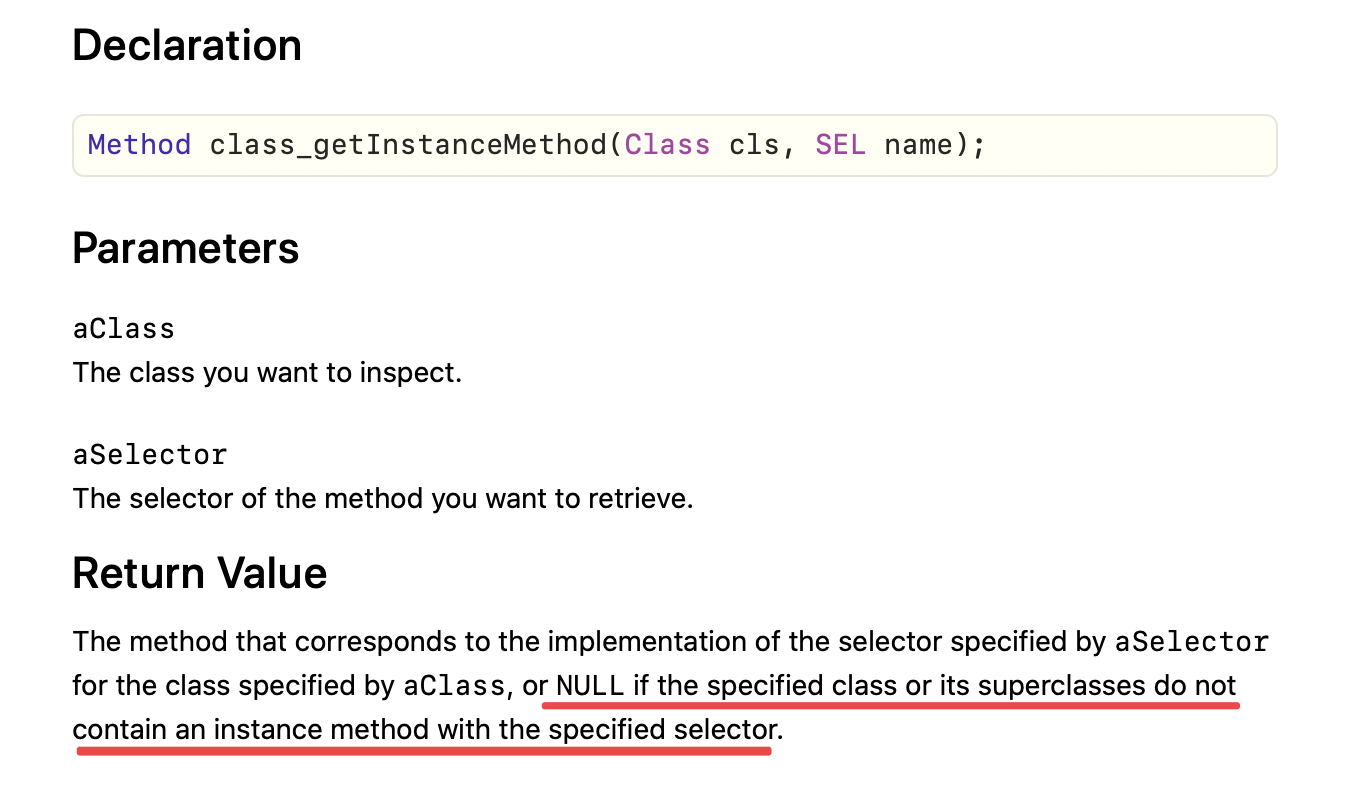 Declaration
Method class_getInstanceMethod(Class cls, SEL name);
Parameters
aClass
The class you want to inspect.
aSelector
The selector of the method you want to retrieve.
Return Value
The method that corresponds to the implementation of the selector specified by aSelector
for the class specified by aClass, or NULL if the specified class or its superclasses do not
contain an instance method with the specified selector.